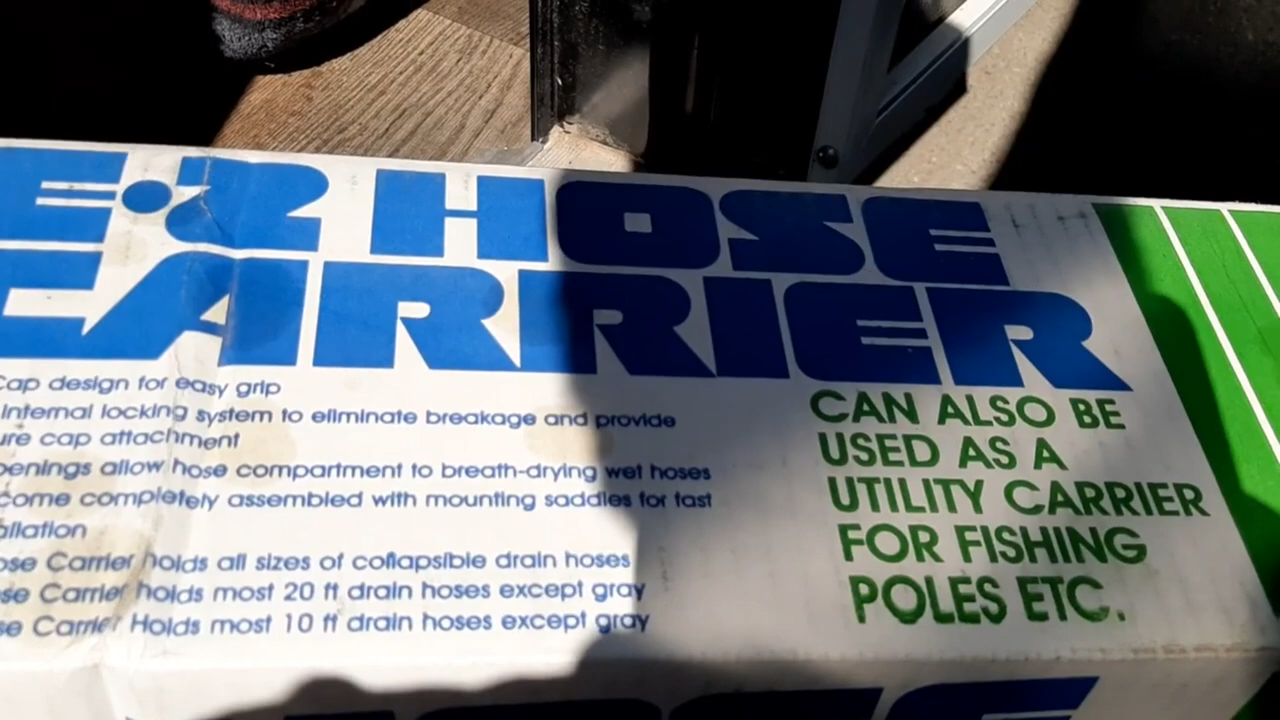 E·2 HOSE
CARRIER
Cap design for easy grip
Internal locking system to eliminate breakage and provide
ure cap attachment
penings allow hose compartment to breath-drying wet hoses
come completely assembled with mounting saddles for fast
allation
ose Carrier holds all sizes of collapsible drain hoses
se Carrier holds most 20 ft drain hoses except gray
se Carrier Holds most 10 ft drain hoses except gray
CAN ALSO BE
USED AS A
UTILITY CARRIER
FOR FISHING
POLES ETC.